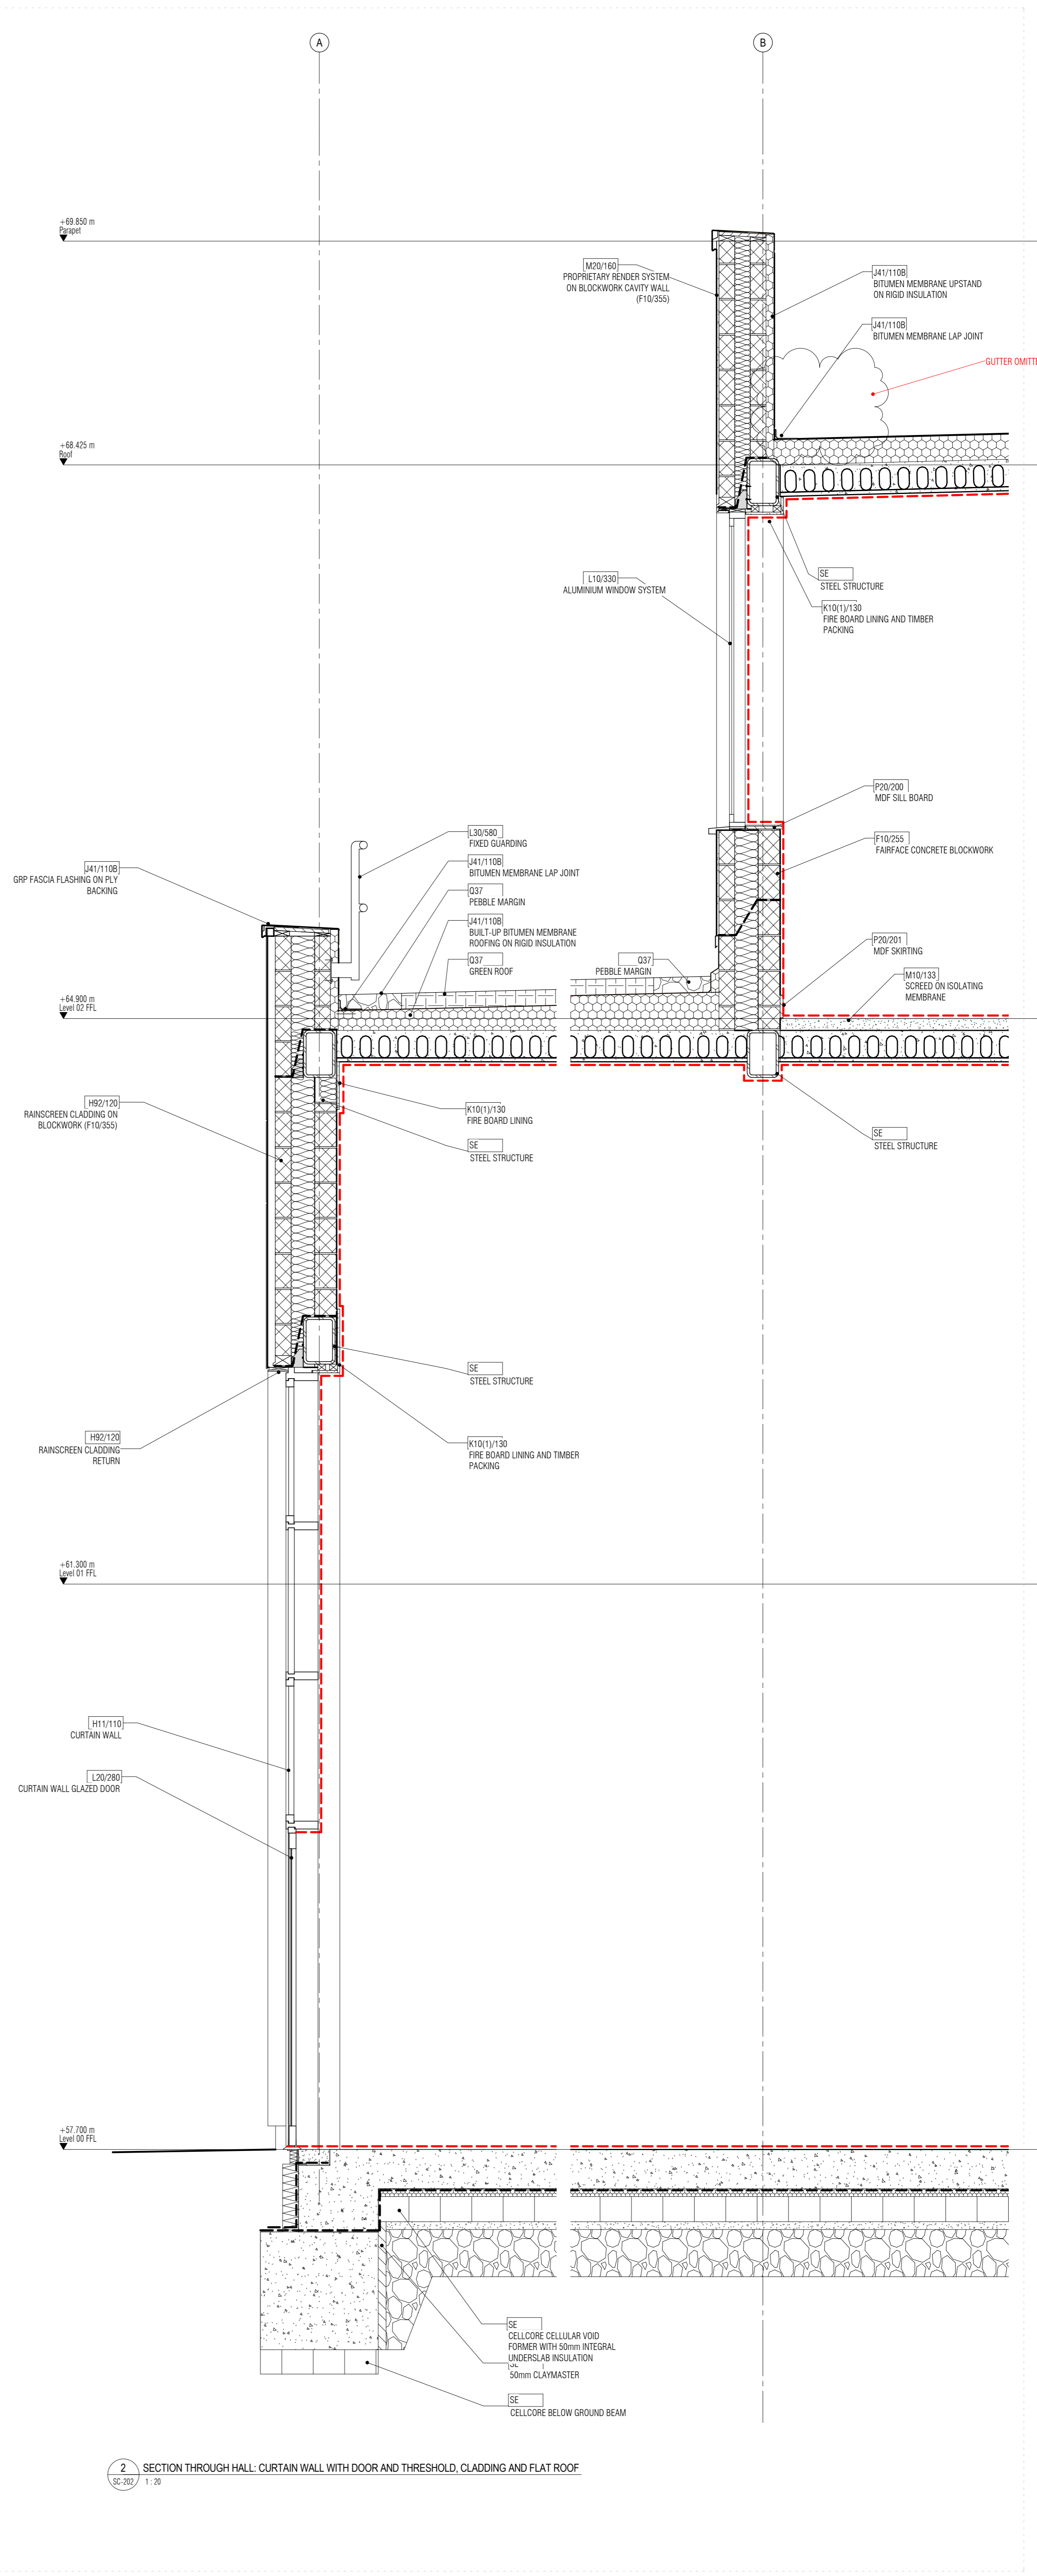 A
B
+69.850 m
Parapet
M20/160
PROPRIETARY RENDER SYSTEM
ON BLOCKWORK CAVITY WALL
(F10/355)
J41/110B
BITUMEN MEMBRANE UPSTAND
ON RIGID INSULATION
J41/110B
BITUMEN MEMBRANE LAP JOINT
GUTTER OMITTE
+68.425 m
Roof
SE
STEEL STRUCTURE
L10/330
ALUMINIUM WINDOW SYSTEM
K10(1)/130
FIRE BOARD LINING AND TIMBER
PACKING
P20/200
MDF SILL BOARD
L30/580
FIXED GUARDING
F10/255
FAIRFACE CONCRETE BLOCKWORK
J41/110B
GRP FASCIA FLASHING ON PLY
BACKING
J41/110B
BITUMEN MEMBRANE LAP JOINT
Q37
PEBBLE MARGIN
J41/110B
BUILT-UP BITUMEN MEMBRANE
ROOFING ON RIGID INSULATION
Q37
GREEN ROOF
Q37
PEBBLE MARGIN
P20/201
MDF SKIRTING
M10/133
SCREED ON ISOLATING
MEMBRANE
+64.900 m
Level 02 FFL
H92/120
RAINSCREEN CLADDING ON
BLOCKWORK (F10/355)
K10(1)/130
FIRE BOARD LINING
SE
STEEL STRUCTURE
SE
STEEL STRUCTURE
SE
STEEL STRUCTURE
H92/120
RAINSCREEN CLADDING
RETURN
K10(1)/130
FIRE BOARD LINING AND TIMBER
PACKING
+61.300 m
Level 01 FFL
H11/110
CURTAIN WALL
L20/280
CURTAIN WALL GLAZED DOOR
+57.700 m
Level 00 FFL
SE
CELLCORE CELLULAR VOID
FORMER WITH 50mm INTEGRAL
UNDERSLAB INSULATION
50mm CLAYMASTER
SE
CELLCORE BELOW GROUND BEAM
2 SECTION THROUGH HALL: CURTAIN WALL WITH DOOR AND THRESHOLD, CLADDING AND FLAT ROOF
SC-202 1 : 20